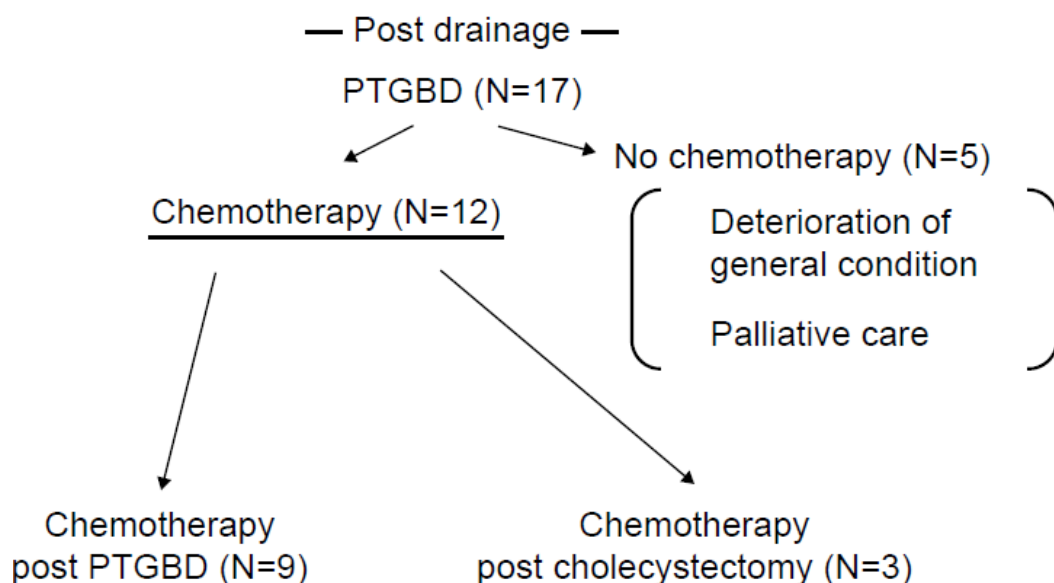 — Post drainage —
PTGBD (N=17)
No chemotherapy (N=5)
Chemotherapy (N=12)
Deterioration of
general condition
Palliative care
Chemotherapy
post PTGBD (N=9)
Chemotherapy
post cholecystectomy (N=3)